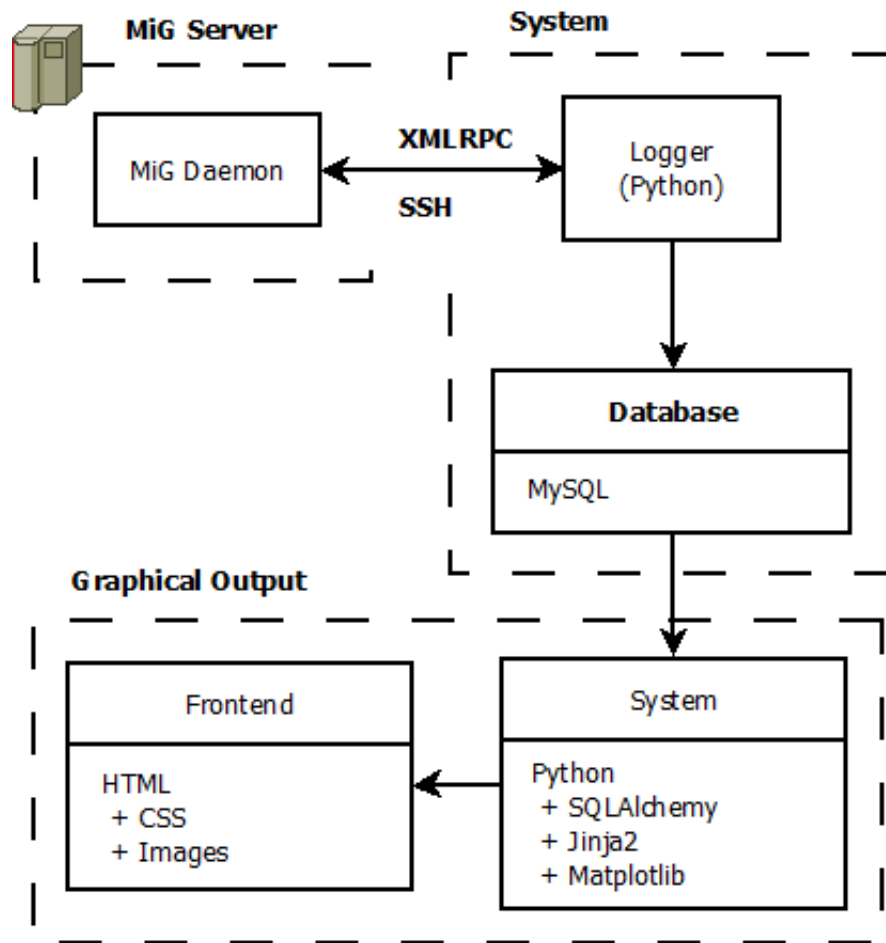 MiG Server
System
MiG Daemon
XMLRPC
SSH
Logger
(Python)
Database
MySQL
Graphical Output
Frontend
HTML
+ CSS
+ Images
System
Python
+ SQLAlchemy
+ Jinja2
+ Matplotlib